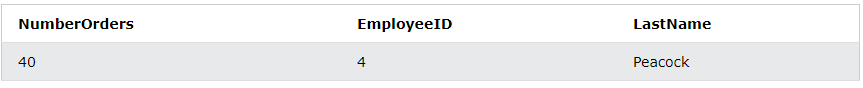 NumberOrders EmployeeID LastName
40 4 Peacock